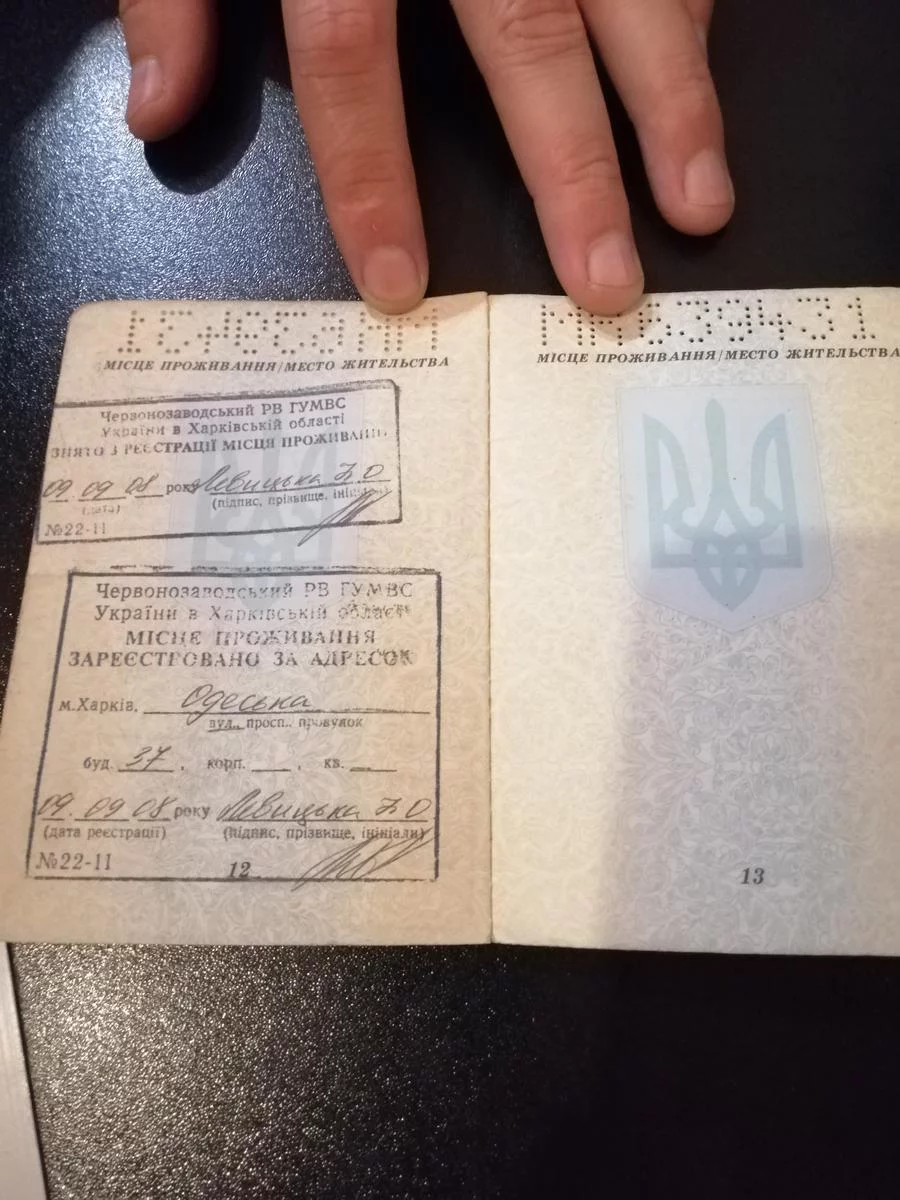 МІСЦЕ ПРОЖИВАННЯ/МЕСТО ЖИТЕЛЬСТВА
Червонозаводський РВ ГУМВС
України в Харківській області
ЗНЯТО З РЕЄСТРАЦІЇ МІСЦЯ ПРОЖИВАННЯ
09 09 08 року Левицька
(дата) (підпис, прізвище, ініціали)
№22-11
Червонозаводський РВ ГУМВС
України в Харківській області
МІСЦЕ ПРОЖИВАННЯ
ЗАРЕЄСТРОВАНО ЗА АДРЕСОЮ
м.Харків, Одеська
вул., просп., провулок
буд. 37, корп. ___, кв. ___
09. 09 08 року Левицька
(дата реєстрації) (підпис, прізвище, ініціали)
№22-11
12
МІСЦЕ ПРОЖИВАННЯ/МЕСТО ЖИТЕЛЬСТВА
13